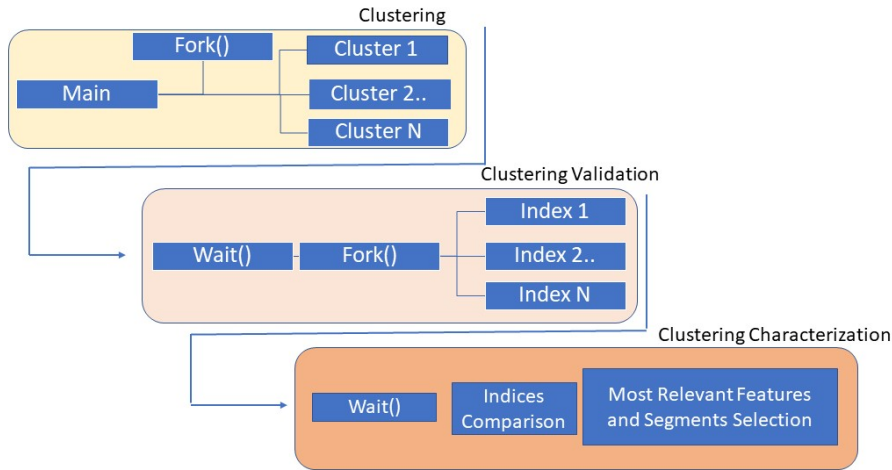 Clustering
Fork()
Cluster 1
Main
Cluster 2..
Cluster N
Clustering Validation
Index 1
Wait()
Fork()
Index 2..
Index N
Clustering Characterization
Wait()
Indices
Comparison
Most Relevant Features
and Segments Selection